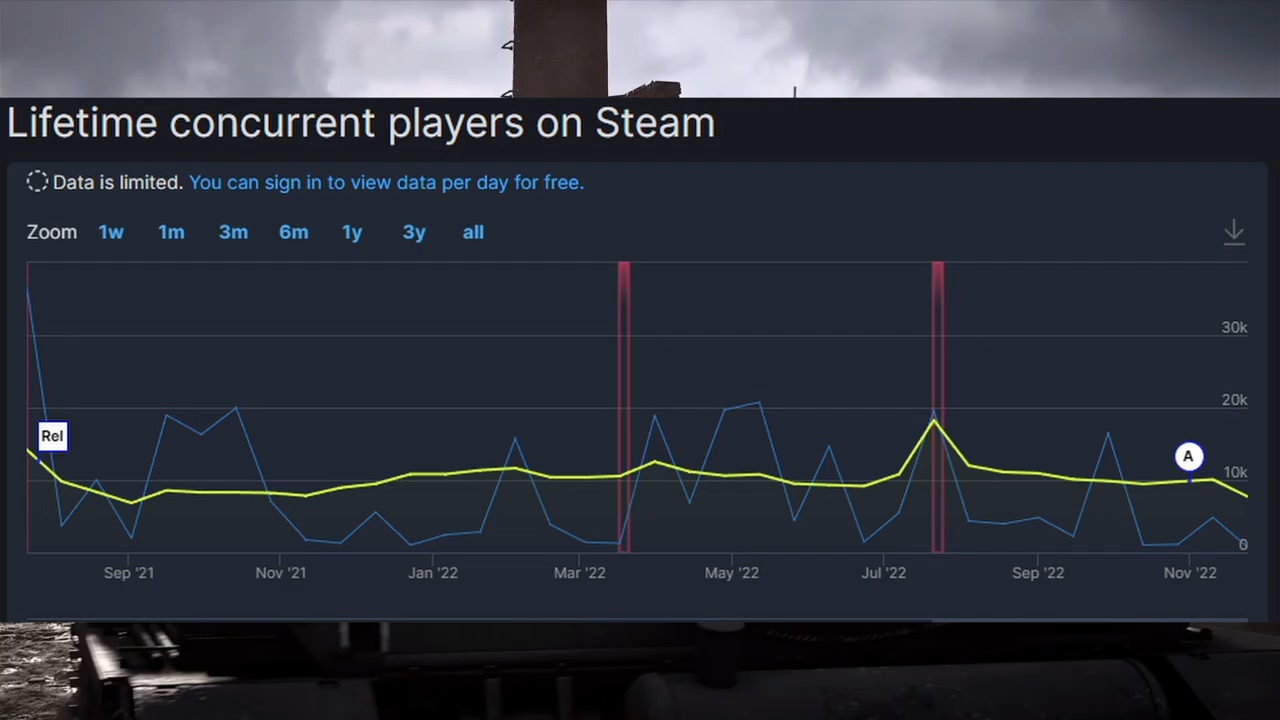 Lifetime concurrent players on Steam
Data is limited. You can sign in to view data per day for free.
Zoom 1w 1m 3m 6m 1y 3y all
30k
20k
Rel
A
10k
0
Sep '21 Nov '21 Jan '22 Mar '22 May '22 Jul '22 Sep '22 Nov '22